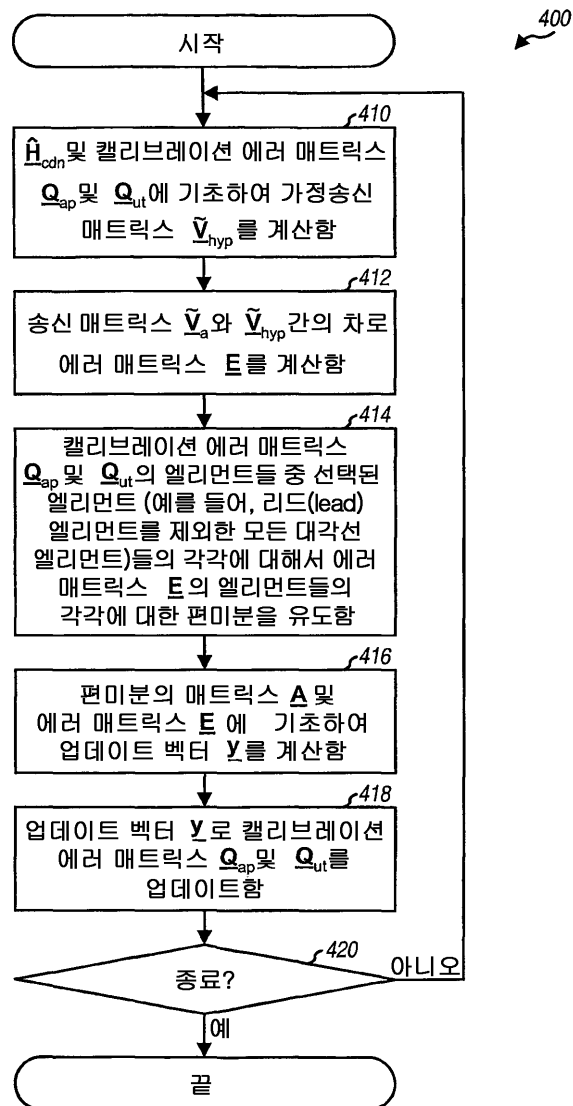 400
시작
410
Ĥcdn및 캘리브레이션 에러 매트릭스
Qap 및 Qut에 기초하여 가정송신
매트릭스 Ṽhyp를 계산함
412
송신 매트릭스 Ṽa와 Ṽhyp간의 차로
에러 매트릭스 E를 계산함
414
캘리브레이션 에러 매트릭스
Qap 및 Qut의 엘리먼트들 중 선택된
엘리먼트 (예를 들어, 리드(lead)
엘리먼트를 제외한 모든 대각선
엘리먼트)들의 각각에 대해서 에러
매트릭스 E의 엘리먼트들의
각각에 대한 편미분을 유도함
416
편미분의 매트릭스 A 및
에러 매트릭스 E 에 기초하여
업데이트 벡터 y를 계산함
418
업데이트 벡터 y로 캘리브레이션
에러 매트릭스 Qap및 Qut를
업데이트함
420
종료?
아니오
예
끝